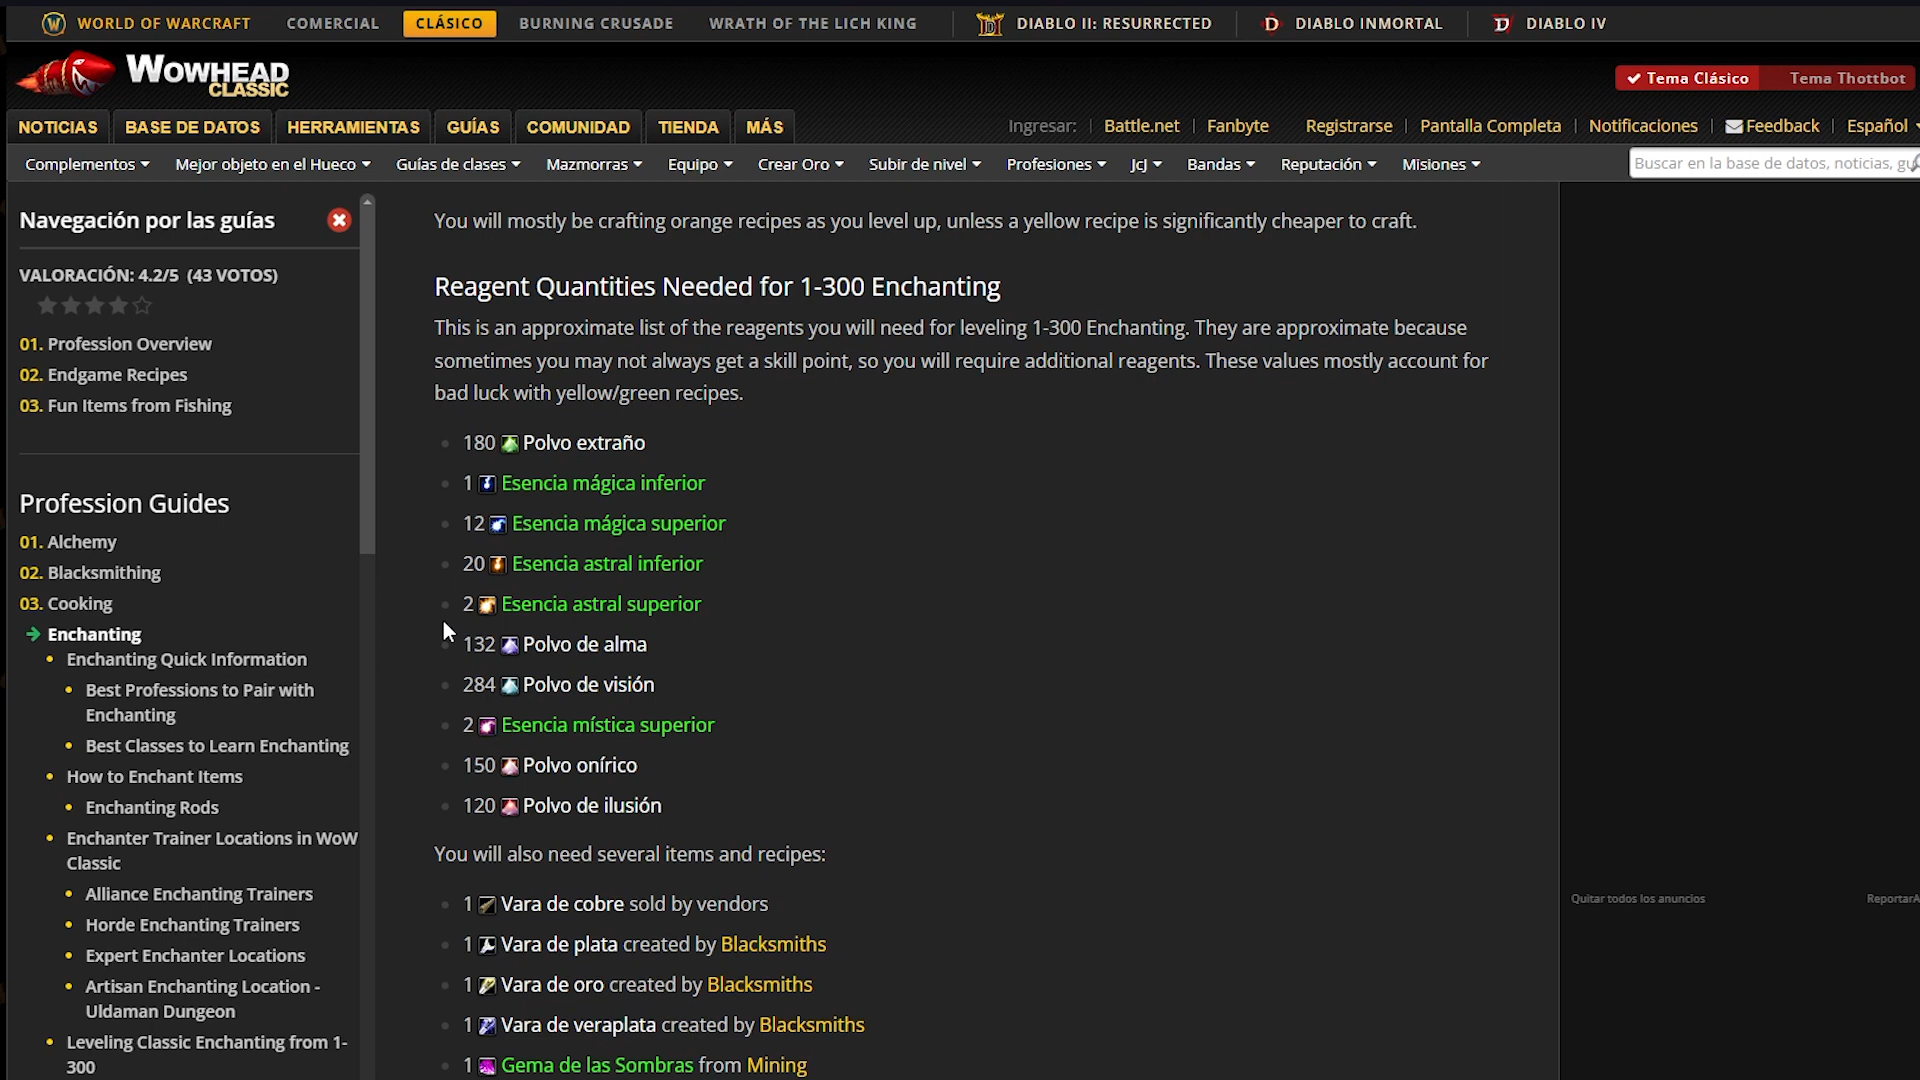 WORLD OF WARCRAFT COMERCIAL CLÁSICO BURNING CRUSADE WRATH OF THE LICH KING DIABLO II: RESURRECTED DIABLO INMORTAL DIABLO IV
WOWHEAD
CLASSIC
Tema Clásico Tema Thottbot
NOTICIAS BASE DE DATOS HERRAMIENTAS GUÍAS COMUNIDAD TIENDA MÁS
Ingresar: Battle.net Fanbyte Registrarse Pantalla Completa Notificaciones Feedback Español
Complementos Mejor objeto en el Hueco Guías de clases Mazmorras Equipo Crear Oro Subir de nivel Profesiones JcJ Bandas Reputación Misiones
Buscar en la base de datos, noticias,
Navegación por las guías
VALORACIÓN: 4.2/5 (43 VOTOS)
01. Profession Overview
02. Endgame Recipes
03. Fun Items from Fishing
Profession Guides
01. Alchemy
02. Blacksmithing
03. Cooking
Enchanting
Enchanting Quick Information
Best Professions to Pair with
Enchanting
Best Classes to Learn Enchanting
How to Enchant Items
Enchanting Rods
Enchanter Trainer Locations in WoW
Classic
Alliance Enchanting Trainers
Horde Enchanting Trainers
Expert Enchanter Locations
Artisan Enchanting Location -
Uldaman Dungeon
Leveling Classic Enchanting from 1-
300
You will mostly be crafting orange recipes as you level up, unless a yellow recipe is significantly cheaper to craft.
Reagent Quantities Needed for 1-300 Enchanting
This is an approximate list of the reagents you will need for leveling 1-300 Enchanting. They are approximate because
sometimes you may not always get a skill point, so you will require additional reagents. These values mostly account for
bad luck with yellow/green recipes.
180 Polvo extraño
1 Esencia mágica inferior
12 Esencia mágica superior
20 Esencia astral inferior
2 Esencia astral superior
132 Polvo de alma
284 Polvo de visión
2 Esencia mística superior
150 Polvo onírico
120 Polvo de ilusión
You will also need several items and recipes:
1 Vara de cobre sold by vendors
1 Vara de plata created by Blacksmiths
1 Vara de oro created by Blacksmiths
1 Vara de veraplata created by Blacksmiths
1 Gema de las Sombras from Mining
Quitar todos los anuncios
ReportarA